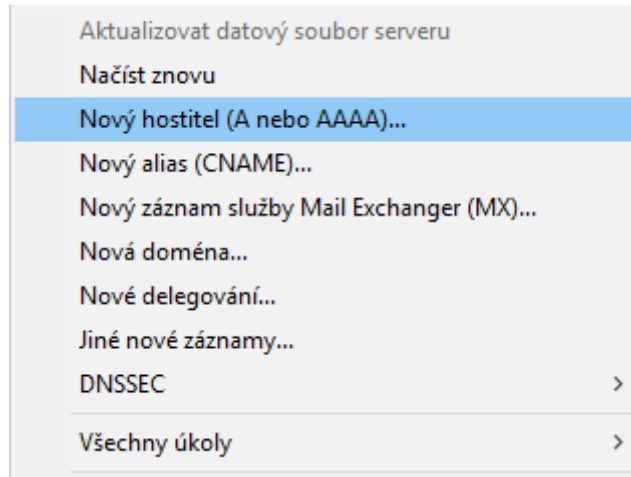 Aktualizovat datový soubor serveru
Načíst znovu
Nový hostitel (A nebo AAAA)...
Nový alias (CNAME)...
Nový záznam služby Mail Exchanger (MX)...
Nová doména...
Nové delegování...
Jiné nové záznamy...
DNSSEC
Všechny úkoly